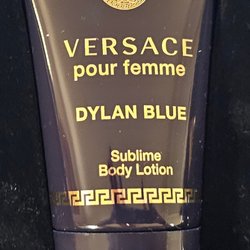 VERSACE
pour femme
DYLAN BLUE
Sublime
Body Lotion